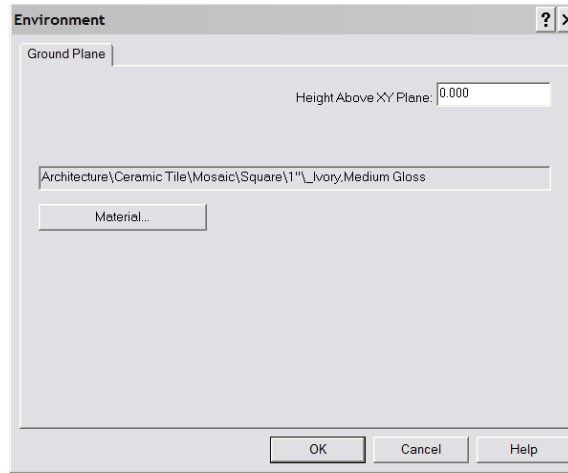 Environment
Ground Plane
Height Above XY Plane: 0.000
Architecture\Ceramic Tile\Mosaic\Square\1"\_Ivory,Medium Gloss
Material...
OK Cancel Help